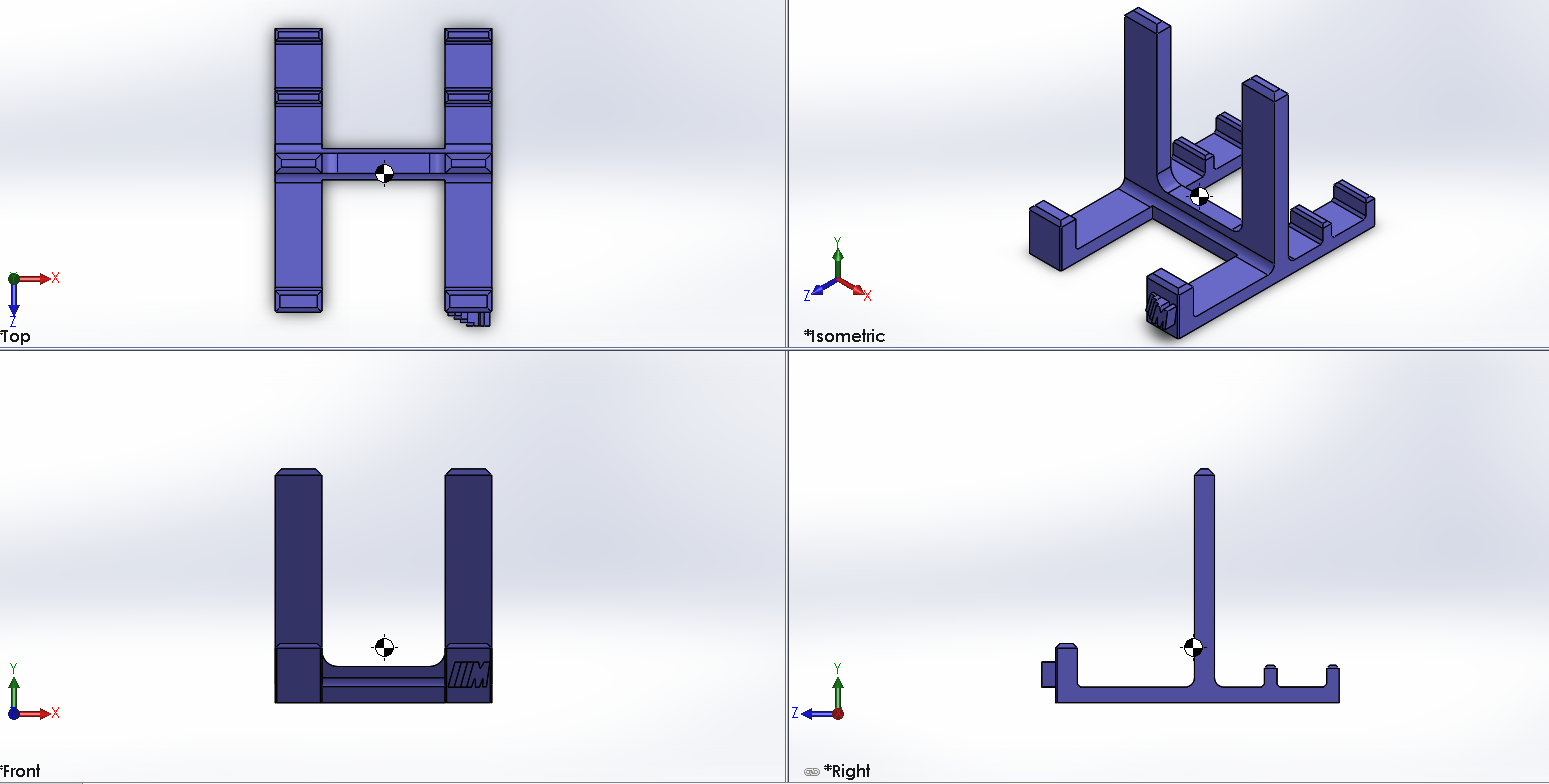 X
Z
*Top
Y
Z
X
*Isometric
///M
Y
X
*Front
///M
Y
Z
*Right